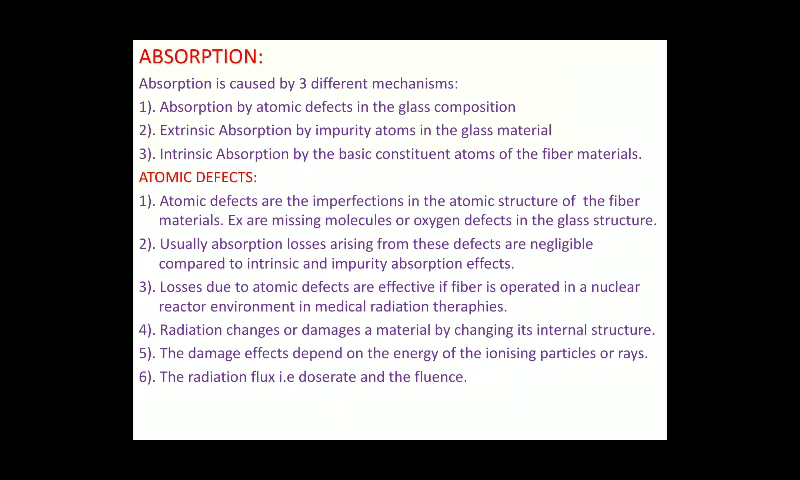 ABSORPTION:
Absorption is caused by 3 different mechanisms:
1). Absorption by atomic defects in the glass composition
2). Extrinsic Absorption by impurity atoms in the glass material
3). Intrinsic Absorption by the basic constituent atoms of the fiber materials.
ATOMIC DEFECTS:
1). Atomic defects are the imperfections in the atomic structure of  the fiber
materials. Ex are missing molecules or oxygen defects in the glass structure.
2). Usually absorption losses arising from these defects are negligible
compared to intrinsic and impurity absorption effects.
3). Losses due to atomic defects are effective if fiber is operated in a nuclear
reactor environment in medical radiation theraphies.
4). Radiation changes or damages a material by changing its internal structure.
5). The damage effects depend on the energy of the ionising particles or rays.
6). The radiation flux i.e doserate and the fluence.